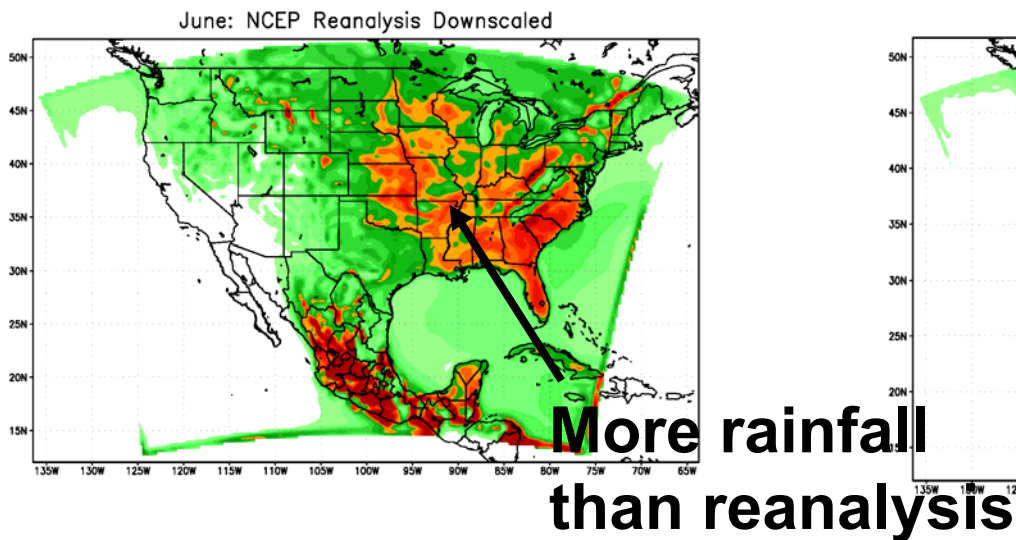 June: NCEP Reanalysis Downscaled
50N
45N
40N
35N
30N
25N
20N
15N
135W 130W 125W 120W 115W 110W 105W 100W 95W 90W 85W 80W 75W 70W 65W
50N
45N
40N
35N
30N
25N
20N
135W
More rainfall
than reanalysis